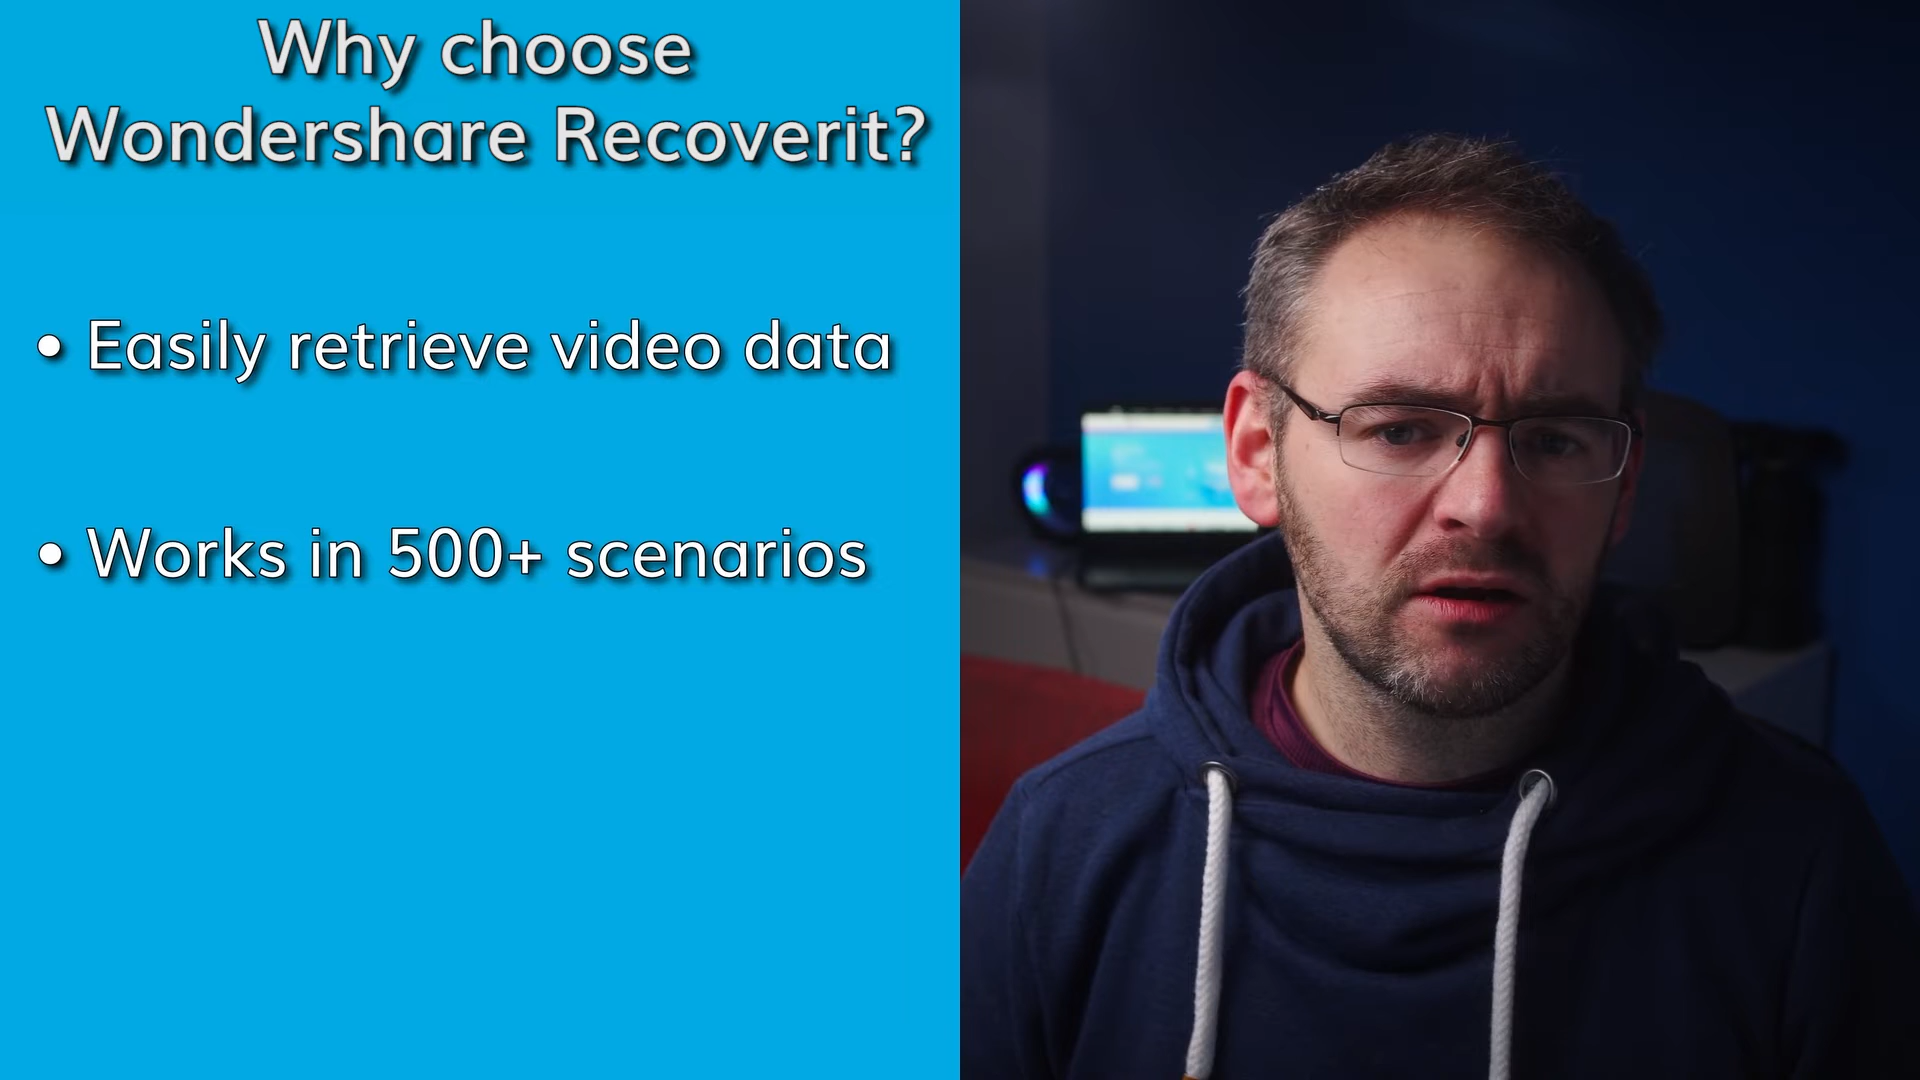 Why choose
Wondershare Recoverit?
• Easily retrieve video data
• Works in 500+ scenarios